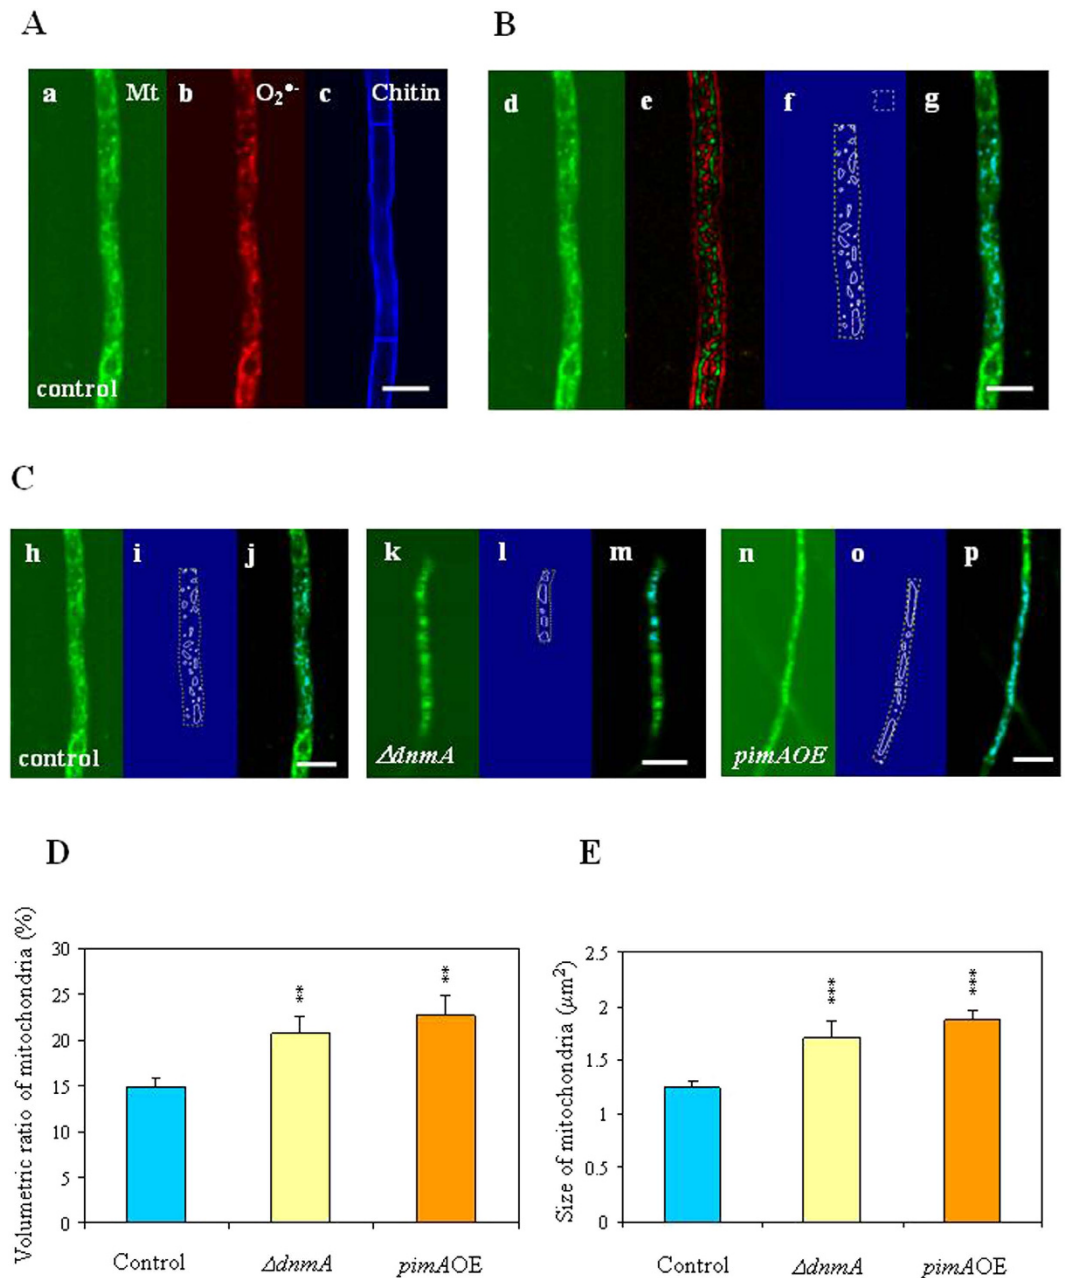 A
B
a Mt b O₂•- c Chitin
control
d e f g
C
h i j
control
k l m
ΔdnmA
n o p
pimAOE
D
Volumetric ratio of mitochondria (%)
30
25
20
15
10
5
0
**
**
Control ΔdnmA pimAOE
E
Size of mitochondria (µm²)
2.5
2
1.5
1
0.5
0
***
***
Control ΔdnmA pimAOE